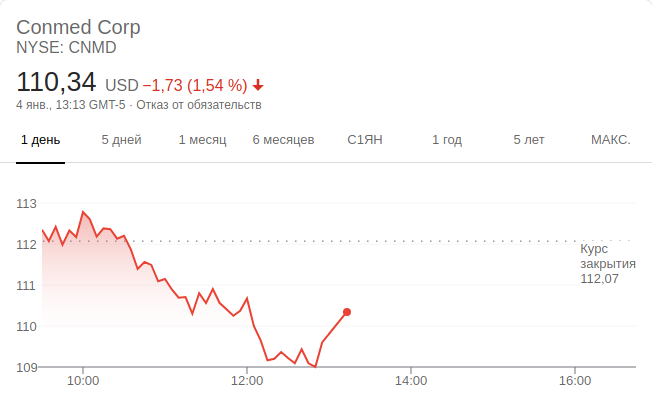 Conmed Corp
NYSE: CNMD
110,34 USD −1,73 (1,54 %)
4 янв., 13:13 GMT-5 · Отказ от обязательств
1 день 5 дней 1 месяц 6 месяцев С1ЯН 1 год 5 лет МАКС.
113
112
111
110
109
Курс
закрытия
112,07
10:00 12:00 14:00 16:00